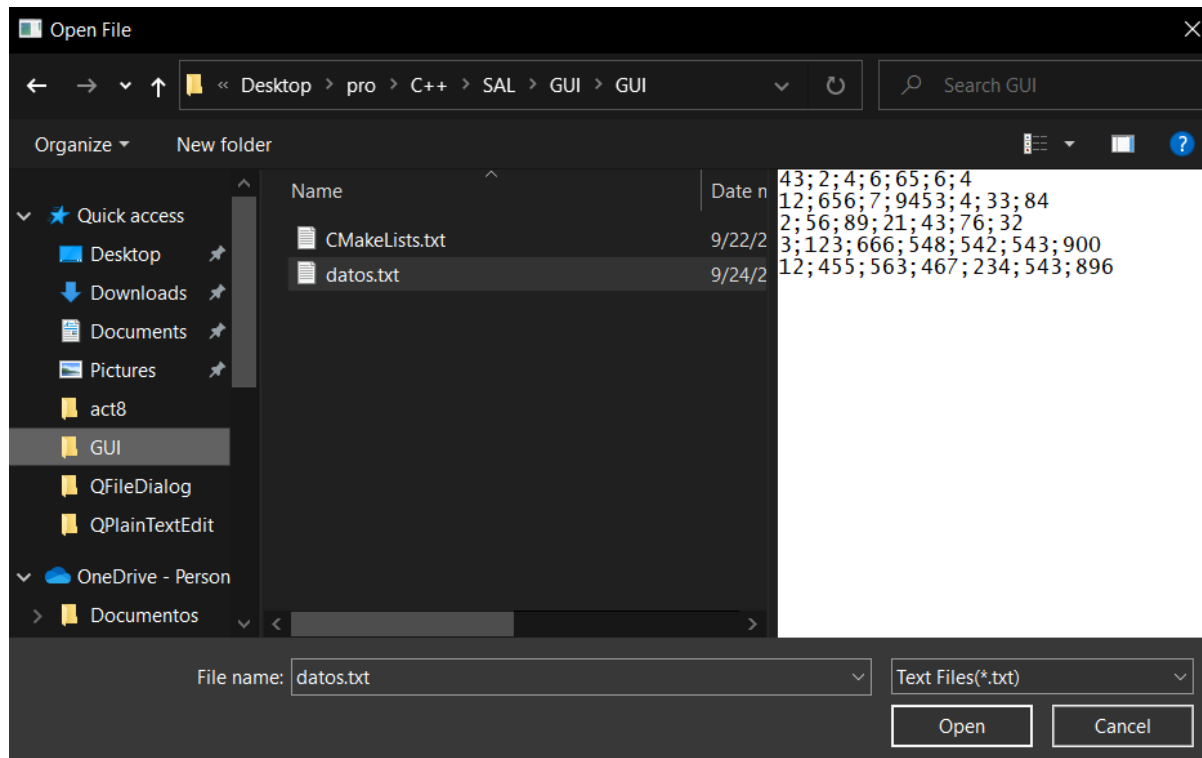 Open File
« Desktop > pro > C++ > SAL > GUI > GUI
Search GUI
Organize
New folder
Name
Date n
Quick access
Desktop
Downloads
Documents
Pictures
act8
GUI
QFileDialog
QPlainTextEdit
OneDrive - Person
Documentos
CMakeLists.txt
9/22/2
datos.txt
9/24/2
43;2;4;6;65;6;4
12;656;7;9453;4;33;84
2;56;89;21;43;76;32
3;123;666;548;542;543;900
12;455;563;467;234;543;896
File name:
datos.txt
Text Files(*.txt)
Open
Cancel